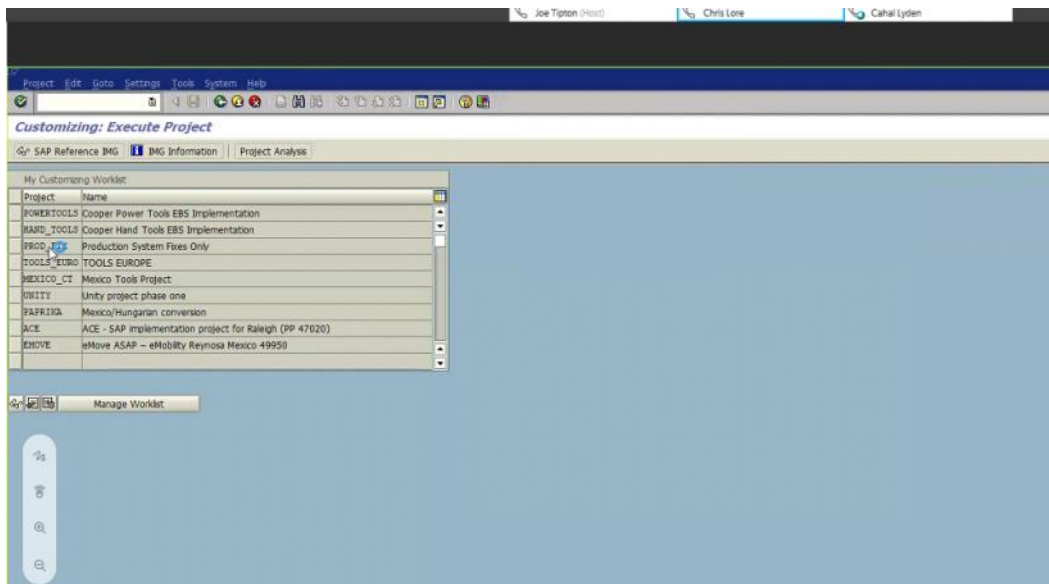 Joe Tipton (Host) Chris Lore Cahal Lyden
Project Edit Goto Settings Tools System Help
Customizing: Execute Project
SAP Reference IMG IMG Information Project Analysis
My Customizing Worklist
Project Name
POWERTOOLS Cooper Power Tools EBS Implementation
HAND_TOOLS Cooper Hand Tools EBS Implementation
PROD Production System Fixes Only
TOOLS_EURO TOOLS EUROPE
MEXICO_CT Mexico Tools Project
UNITY Unity project phase one
PAPRIKA Mexico/Hungarian conversion
ACE ACE - SAP implementation project for Raleigh (PP 47020)
EMOVE eMove ASAP – eMobility Reynosa Mexico 49950
Manage Worklist